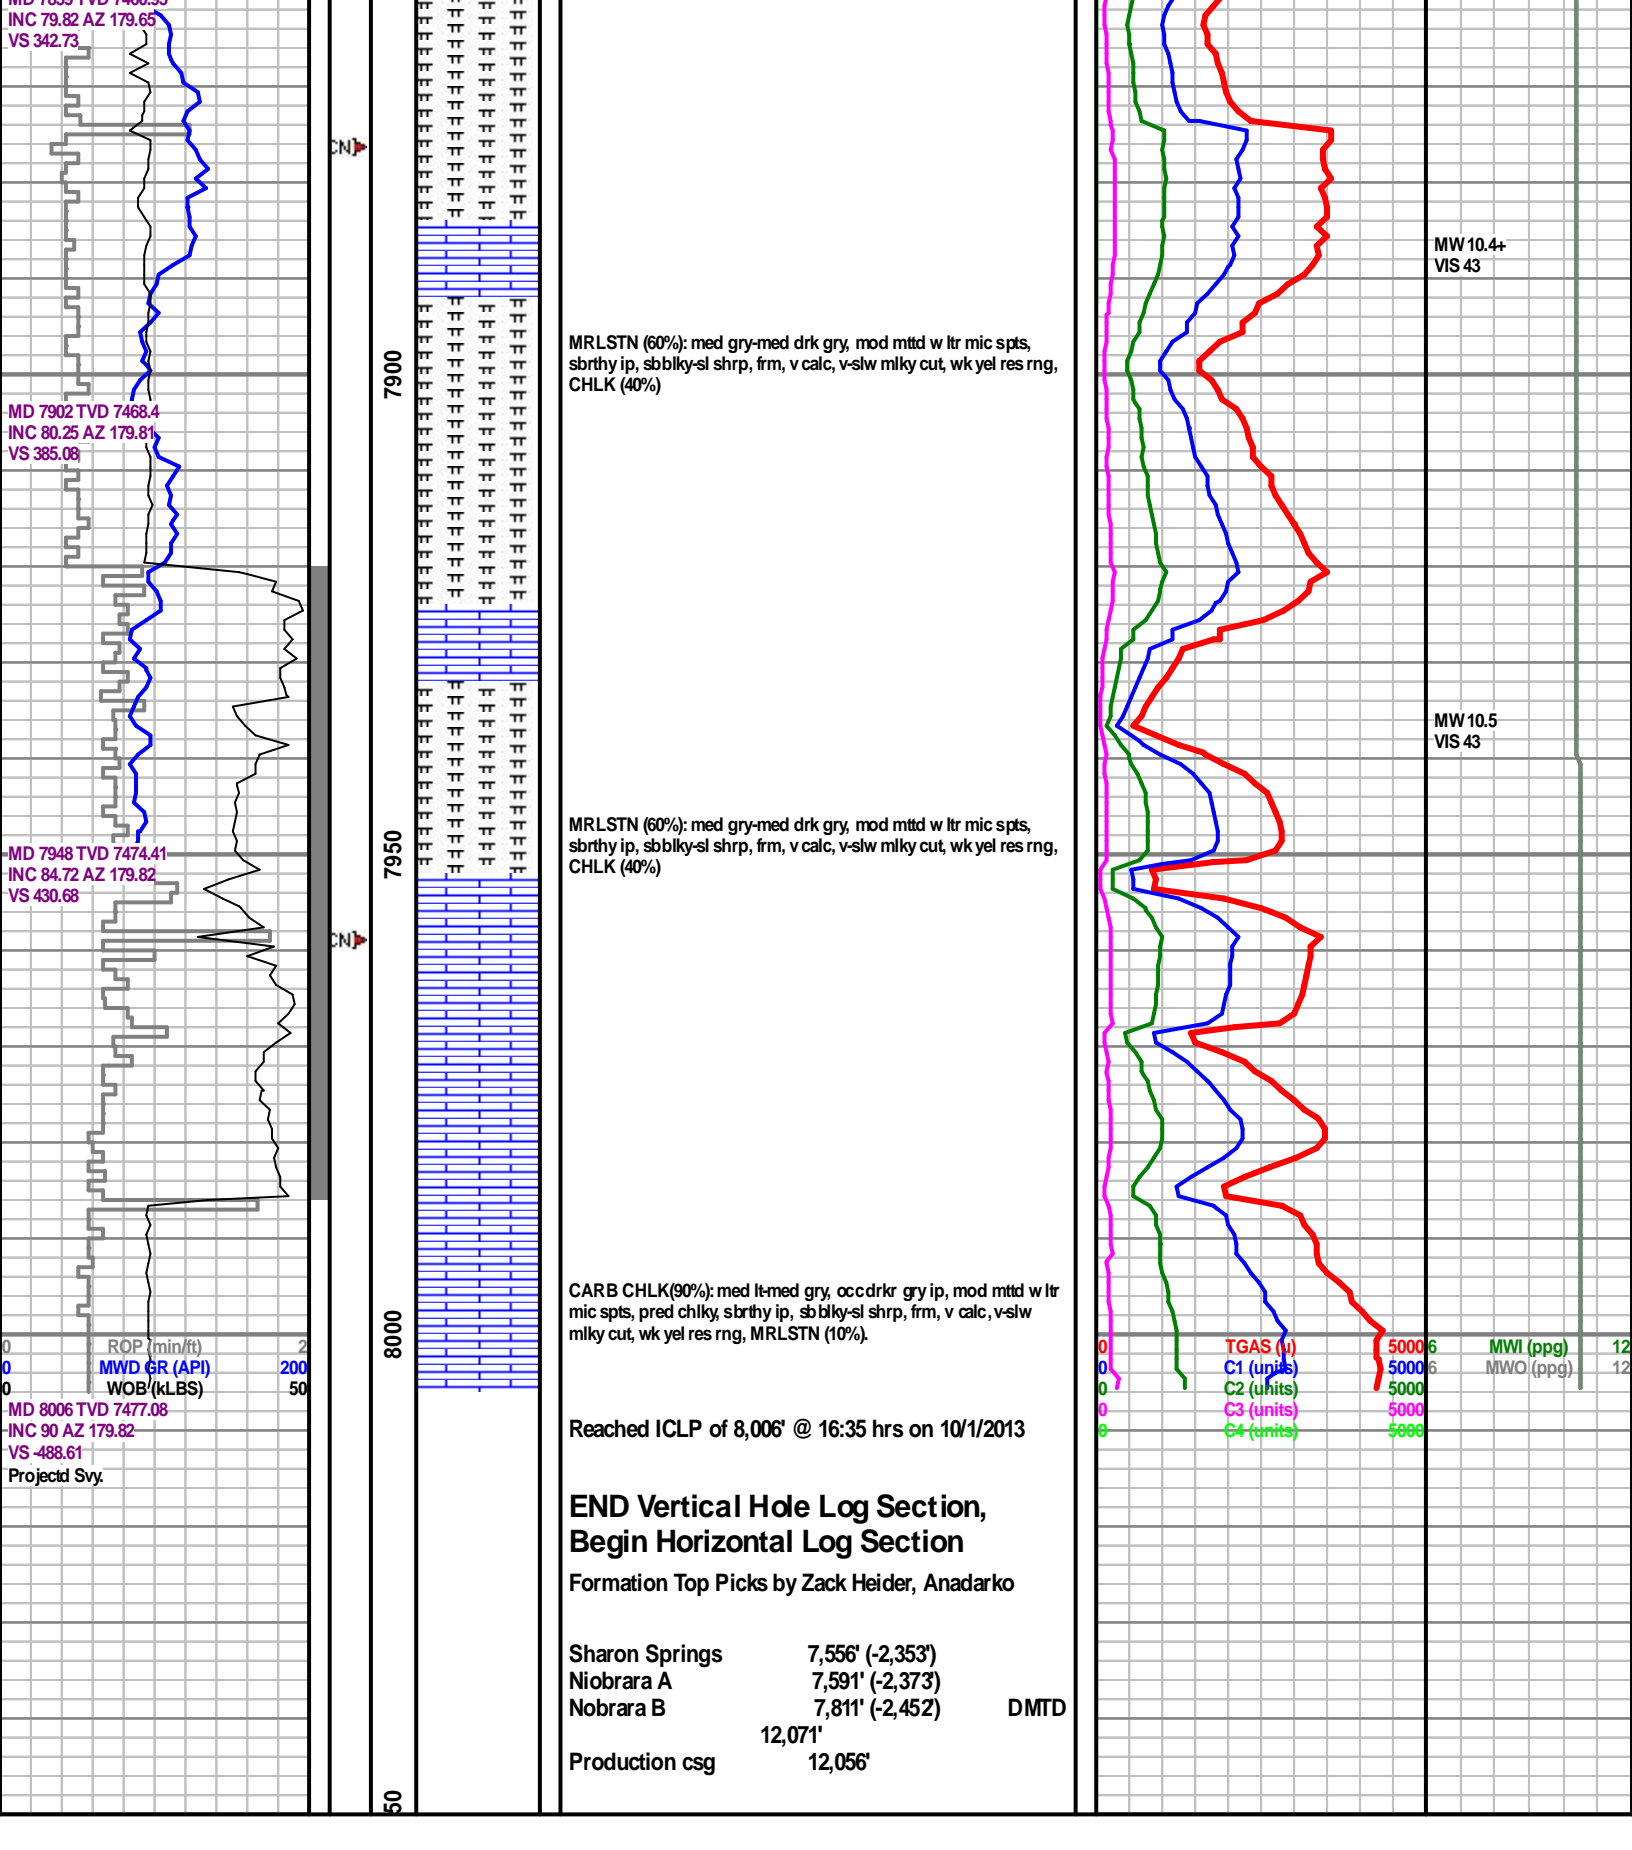 MD 7859 TVD 7460.95
INC 79.82 AZ 179.65
VS 342.73
CN]
MW 10.4+
VIS 43
7900
MRLSTN (60%): med gry-med drk gry, mod mttd w ltr mic spts,
sbrthy ip, sbblky-sl shrp, frm, v calc, v-slw mlky cut, wk yel res rng,
CHLK (40%)
MD 7902 TVD 7468.4
INC 80.25 AZ 179.81
VS 385.08
MW 10.5
VIS 43
7950
MRLSTN (60%): med gry-med drk gry, mod mttd w ltr mic spts,
sbrthy ip, sbblky-sl shrp, frm, v calc, v-slw mlky cut, wk yel res rng,
CHLK (40%)
MD 7948 TVD 7474.41
INC 84.72 AZ 179.82
VS 430.68
CN]
8000
CARB CHLK(90%): med lt-med gry, occ drkr gry ip, mod mttd w ltr
mic spts, pred chlky, sbrthy ip, sbblky-sl shrp, frm, v calc, v-slw
mlky cut, wk yel res rng, MRLSTN (10%).
0 ROP (min/ft) 2
0 MWD GR (API) 200
0 WOB (kLBS) 50
0 TGAS (u) 5000
0 C1 (units) 5000
0 C2 (units) 5000
0 C3 (units) 5000
0 C4 (units) 5000
6 MWI (ppg) 12
6 MWO (ppg) 12
MD 8006 TVD 7477.08
INC 90 AZ 179.82
VS -488.61
Projectd Svy.
Reached ICLP of 8,006' @ 16:35 hrs on 10/1/2013
END Vertical Hole Log Section,
Begin Horizontal Log Section
Formation Top Picks by Zack Heider, Anadarko
Sharon Springs 7,556' (-2,353')
Niobrara A 7,591' (-2,373')
Nobrara B 7,811' (-2,452') DMTD
12,071'
Production csg 12,056'
50